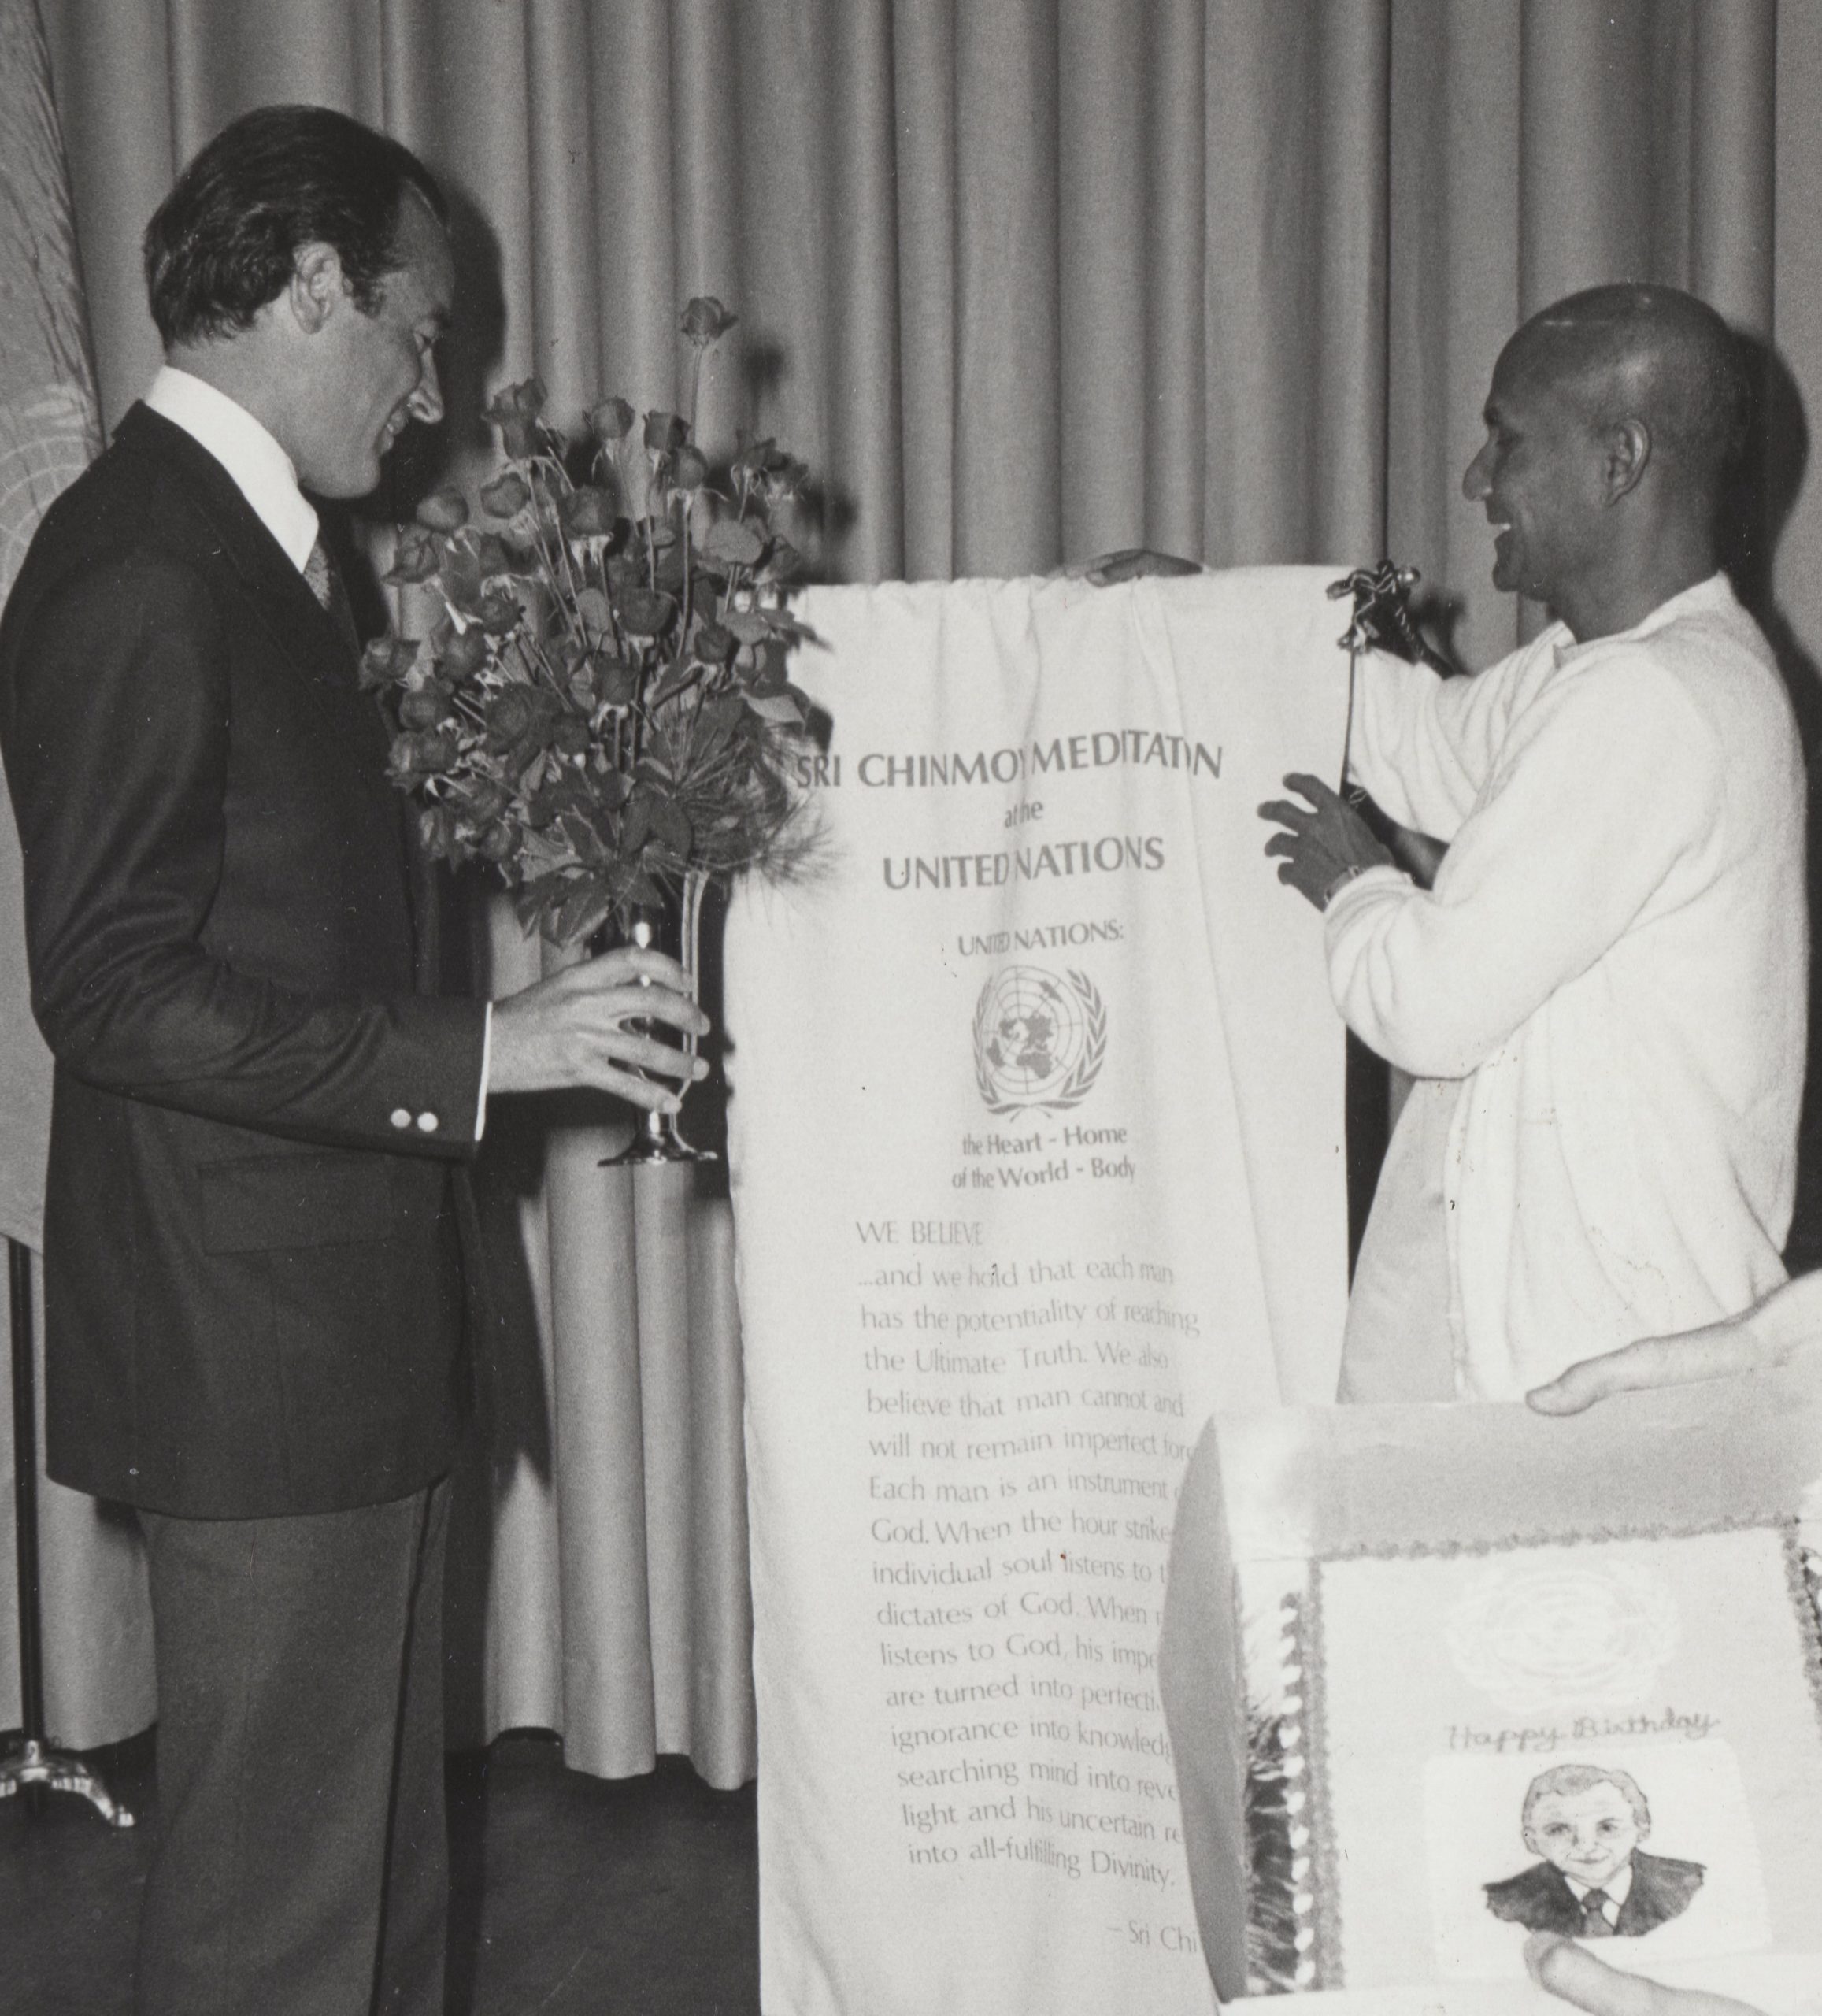 SRI CHINMOY MEDITATION
at the
UNITED NATIONS
UNITED NATIONS:
the Heart - Home
of the World - Body
WE BELIEVE
...and we hold that each man
has the potentiality of reaching
the Ultimate Truth. We also
believe that man cannot and
will not remain imperfect
Each man is an instrument
God. When the hour
individual soul listens to
dictates of God. When
listens to God, his
are turned into
ignorance into
searching mind into
light and his uncertain
into all-fulfilling Divinity.
– Sri Chi
Happy Birthday